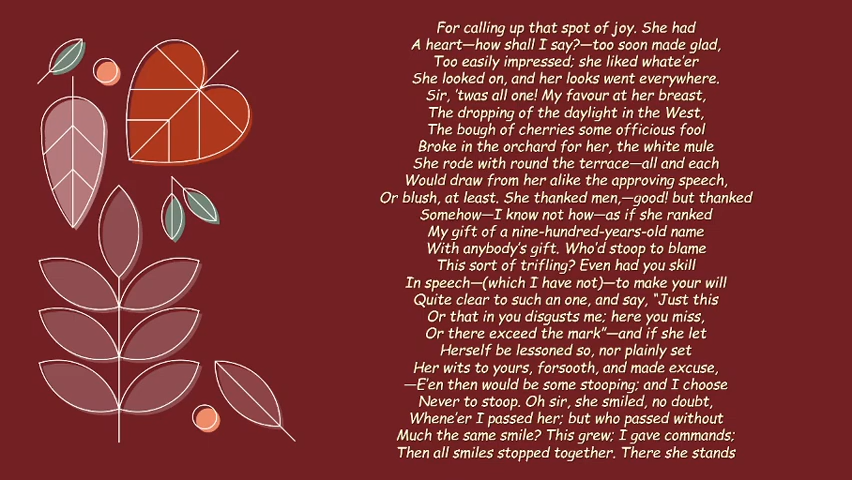 For calling up that spot of joy. She had
A heart—how shall I say?—too soon made glad,
Too easily impressed; she liked whate'er
She looked on, and her looks went everywhere.
Sir, 'twas all one! My favour at her breast,
The dropping of the daylight in the West,
The bough of cherries some officious fool
Broke in the orchard for her, the white mule
She rode with round the terrace—all and each
Would draw from her alike the approving speech,
Or blush, at least. She thanked men,—good! but thanked
Somehow—I know not how—as if she ranked
My gift of a nine-hundred-years-old name
With anybody's gift. Who'd stoop to blame
This sort of trifling? Even had you skill
In speech—(which I have not)—to make your will
Quite clear to such an one, and say, "Just this
Or that in you disgusts me; here you miss,
Or there exceed the mark"—and if she let
Herself be lessoned so, nor plainly set
Her wits to yours, forsooth, and made excuse,
—E'en then would be some stooping; and I choose
Never to stoop. Oh sir, she smiled, no doubt,
Whene'er I passed her; but who passed without
Much the same smile? This grew; I gave commands;
Then all smiles stopped together. There she stands